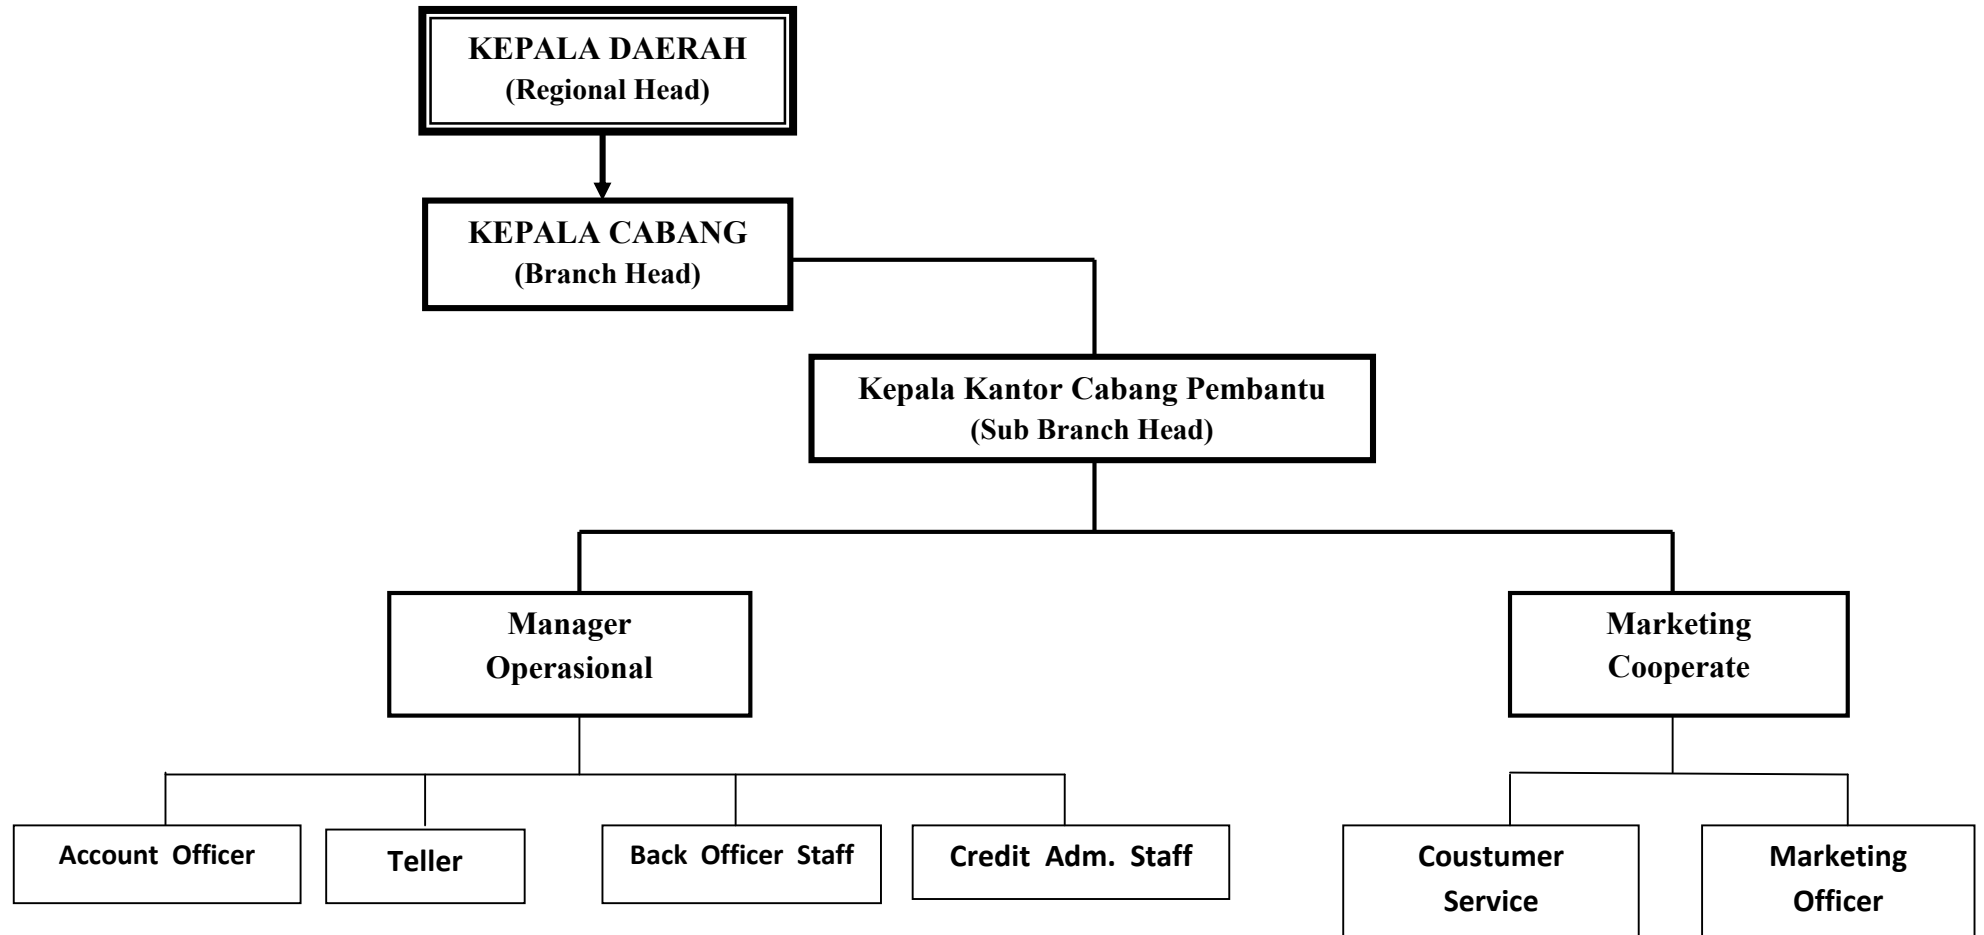 KEPALA DAERAH
(Regional Head)
KEPALA CABANG
(Branch Head)
Kepala Kantor Cabang Pembantu
(Sub Branch Head)
Manager
Operasional
Marketing
Cooperate
Account Officer
Teller
Back Officer Staff
Credit Adm. Staff
Coustumer
Service
Marketing
Officer